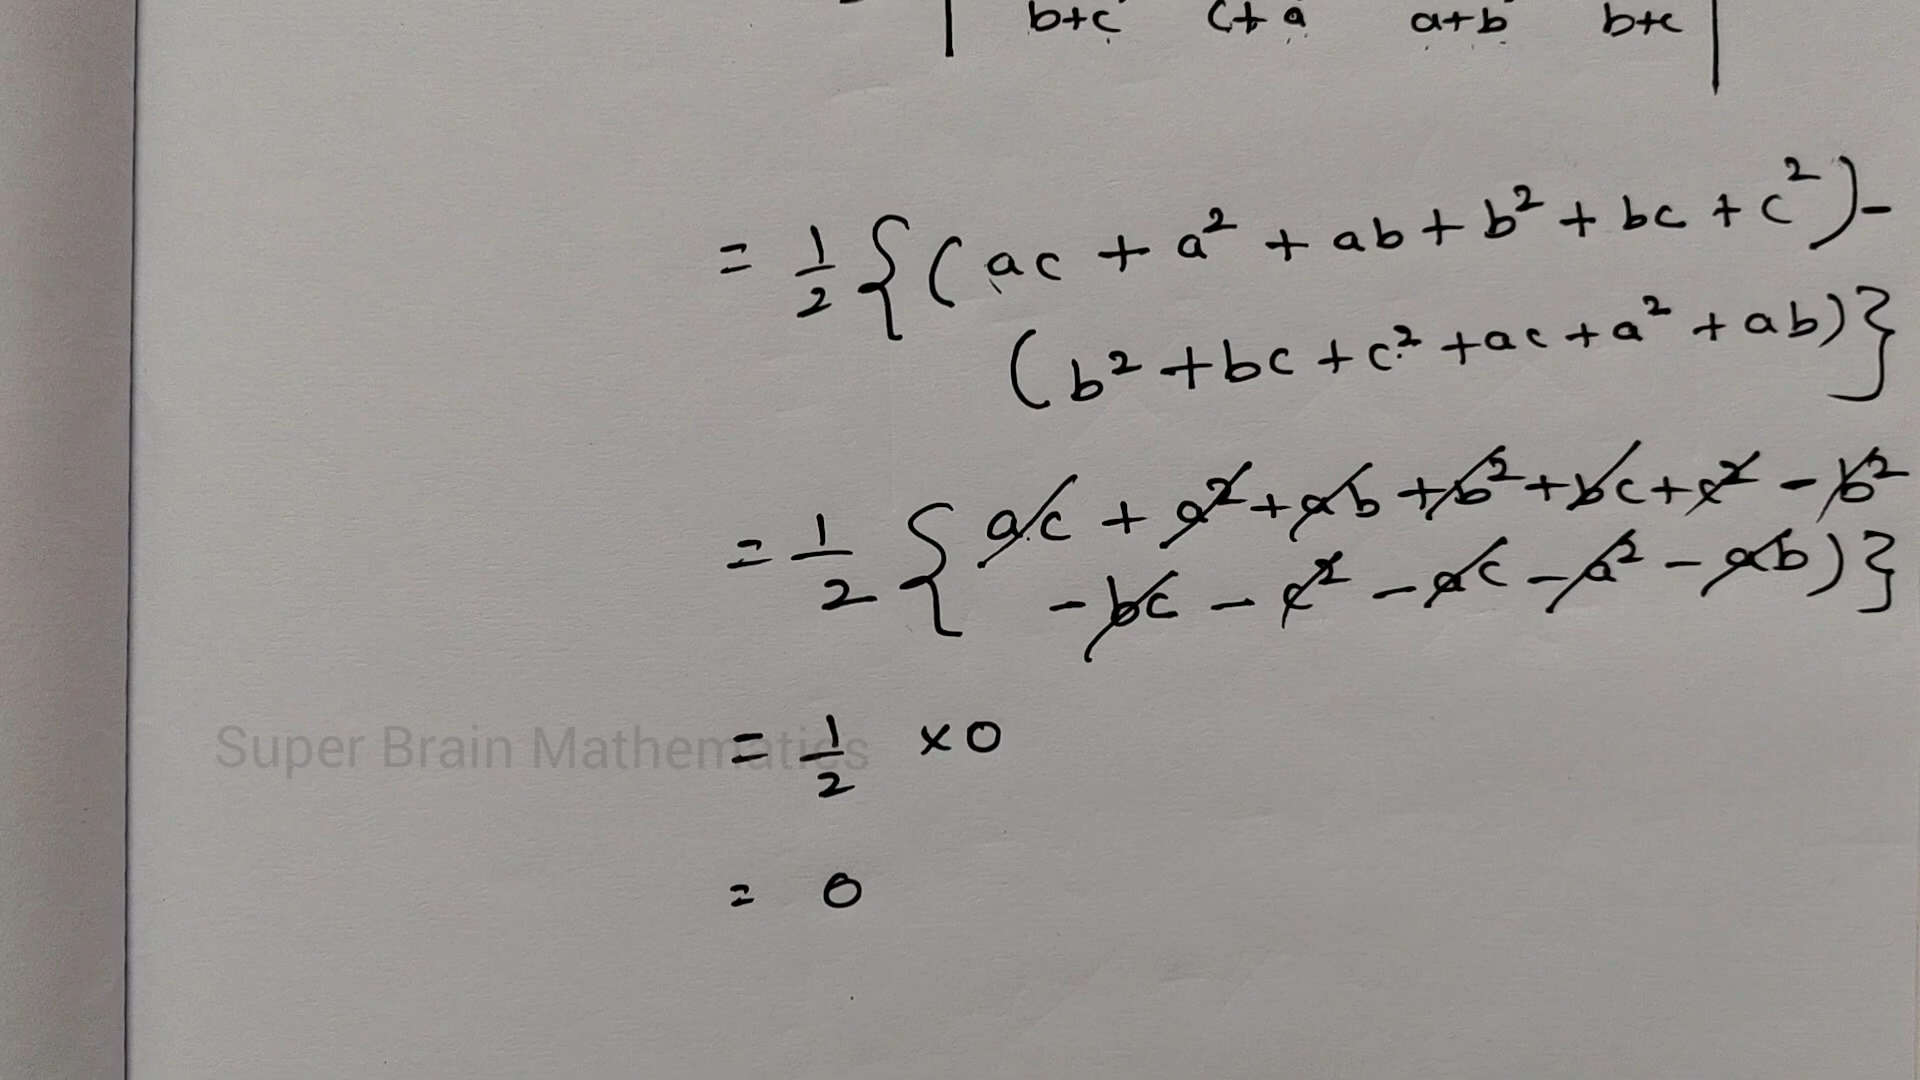 b+c c+a a+b b+c
= 1/2 { (ac + a² + ab + b² + bc + c²) -
(b² + bc + c² + ac + a² + ab) }
= 1/2 { ac + a² + ab + b² + bc + c² - b²
- bc - c² - ac - a² - ab) }
Super Brain Mathematics
= 1/2 × 0
= 0